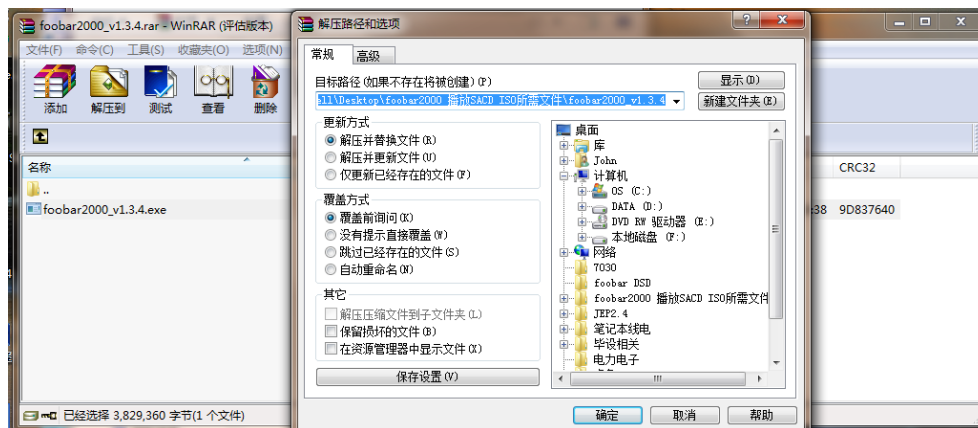 foobar2000_v1.3.4.rar - WinRAR (评估版本)
文件(F) 命令(C) 工具(S) 收藏夹(O) 选项(N)
添加 解压到 测试 查看 删除
名称
CRC32
..
foobar2000_v1.3.4.exe
:38 9D837640
已经选择 3,829,360 字节(1 个文件)
解压路径和选项
常规 高级
目标路径(如果不存在将被创建)(P)
显示(D)
ell\Desktop\foobar2000 播放SACD ISO所需文件\foobar2000_v1.3.4
新建文件夹(E)
更新方式
解压并替换文件(R)
解压并更新文件(U)
仅更新已经存在的文件(F)
覆盖方式
覆盖前询问(K)
没有提示直接覆盖(W)
跳过已经存在的文件(S)
自动重命名(N)
其它
解压压缩文件到子文件夹(L)
保留损坏的文件(B)
在资源管理器中显示文件(X)
保存设置(V)
桌面
库
John
计算机
OS (C:)
DATA (D:)
DVD RW 驱动器 (E:)
本地磁盘 (F:)
网络
7030
foobar DSD
foobar2000 播放SACD ISO所需文件
JEP2.4
笔记本线电
毕设相关
电力电子
确定 取消 帮助